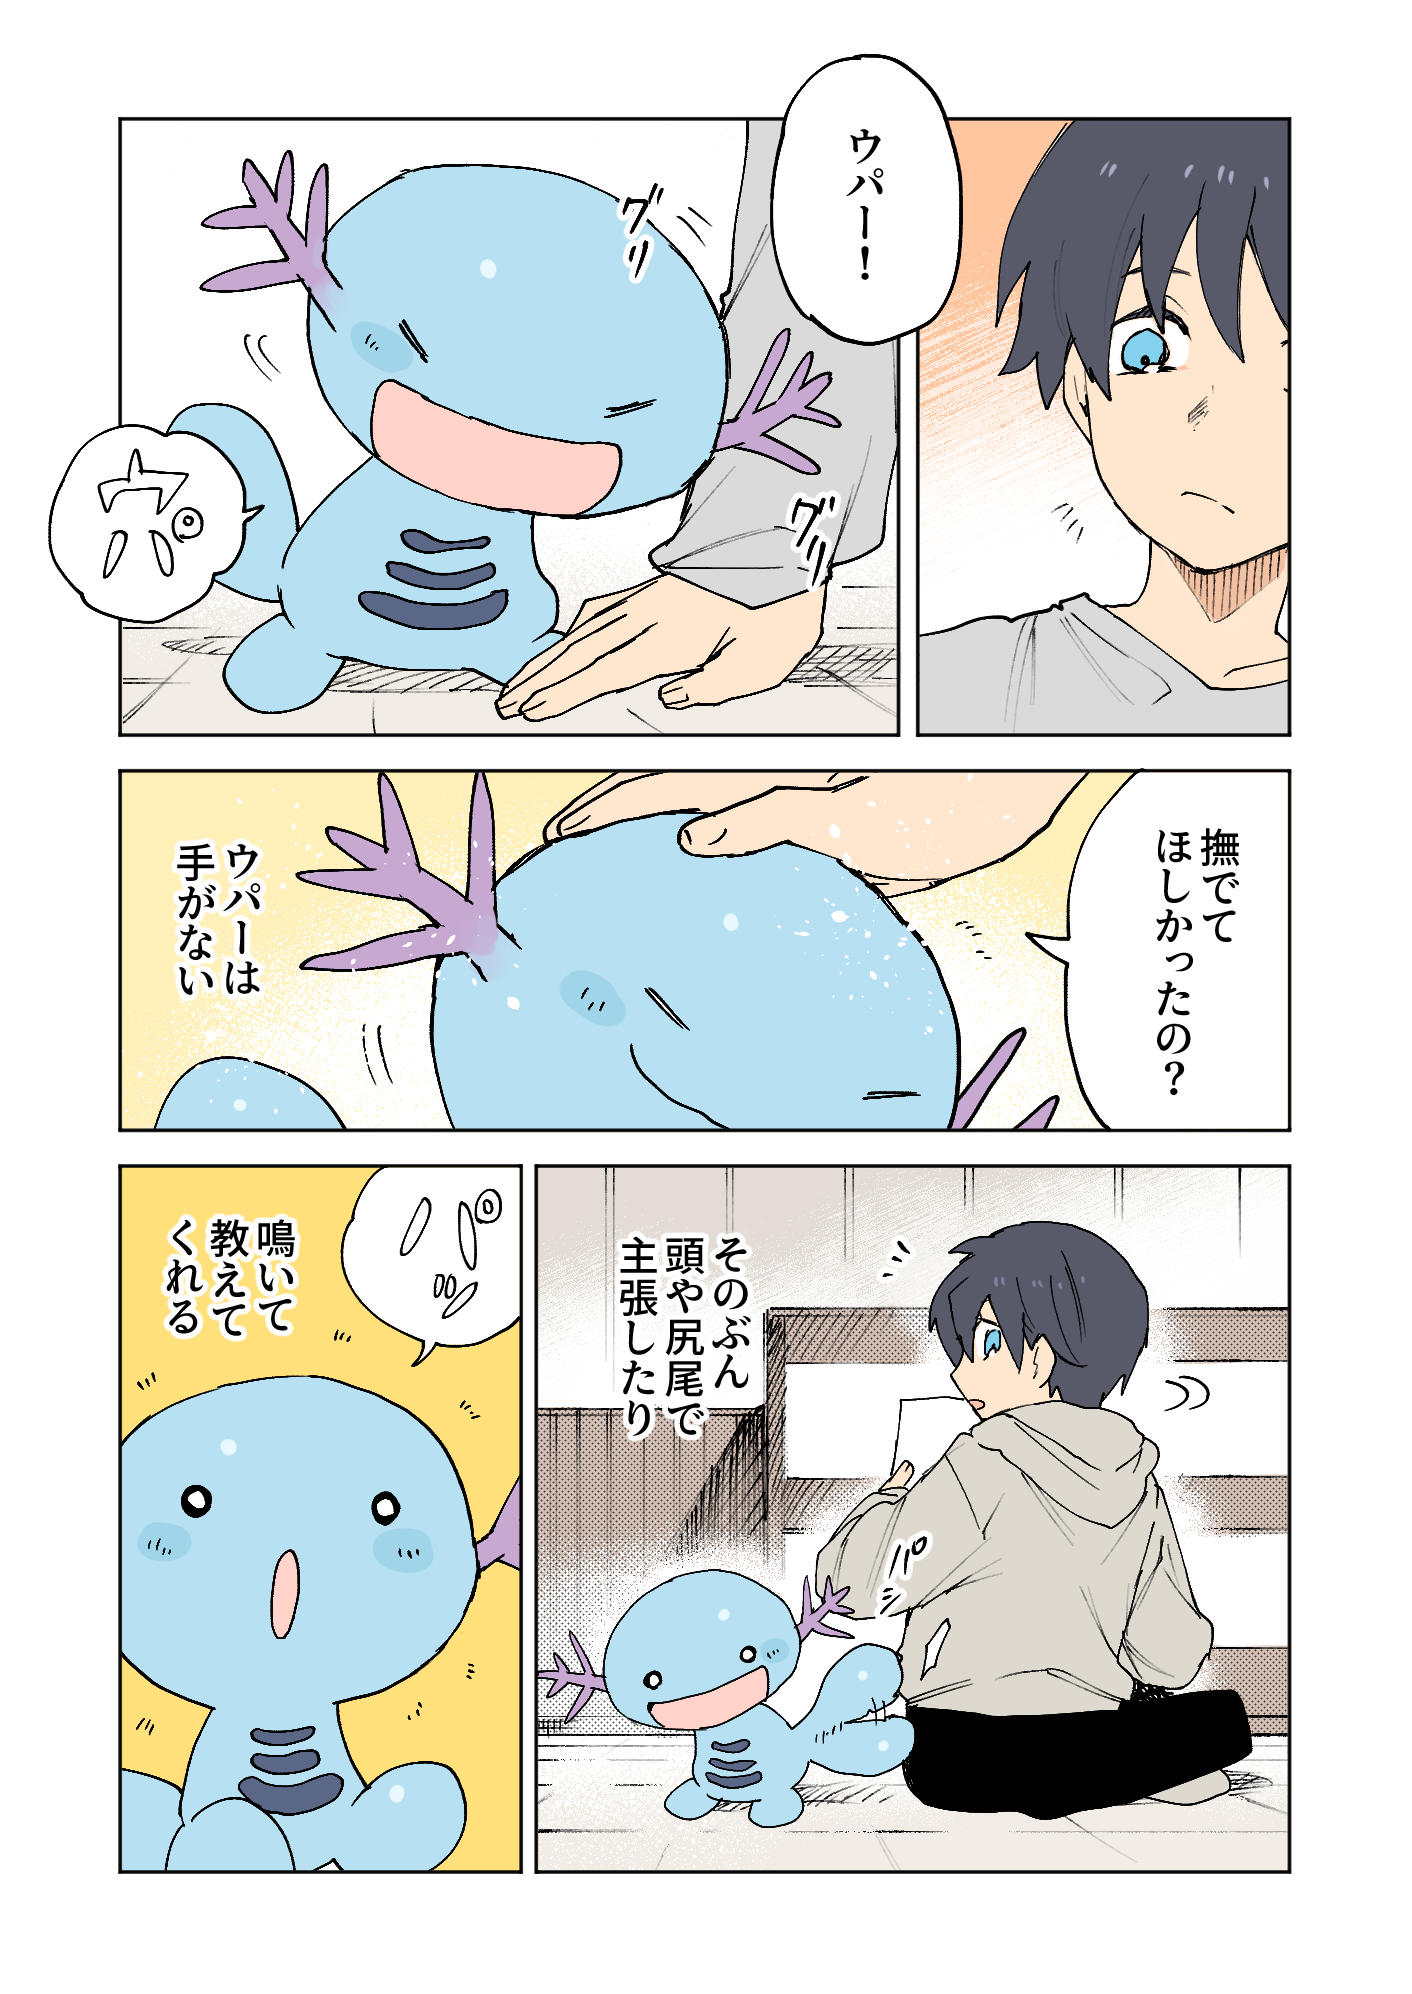 ウパー！
グリ
グリ
ウパ
撫でて
ほしかったの？
ウパーは
手がない
そのぶん
頭や尻尾で
主張したり
パシ
パッ
鳴いて
教えて
くれる